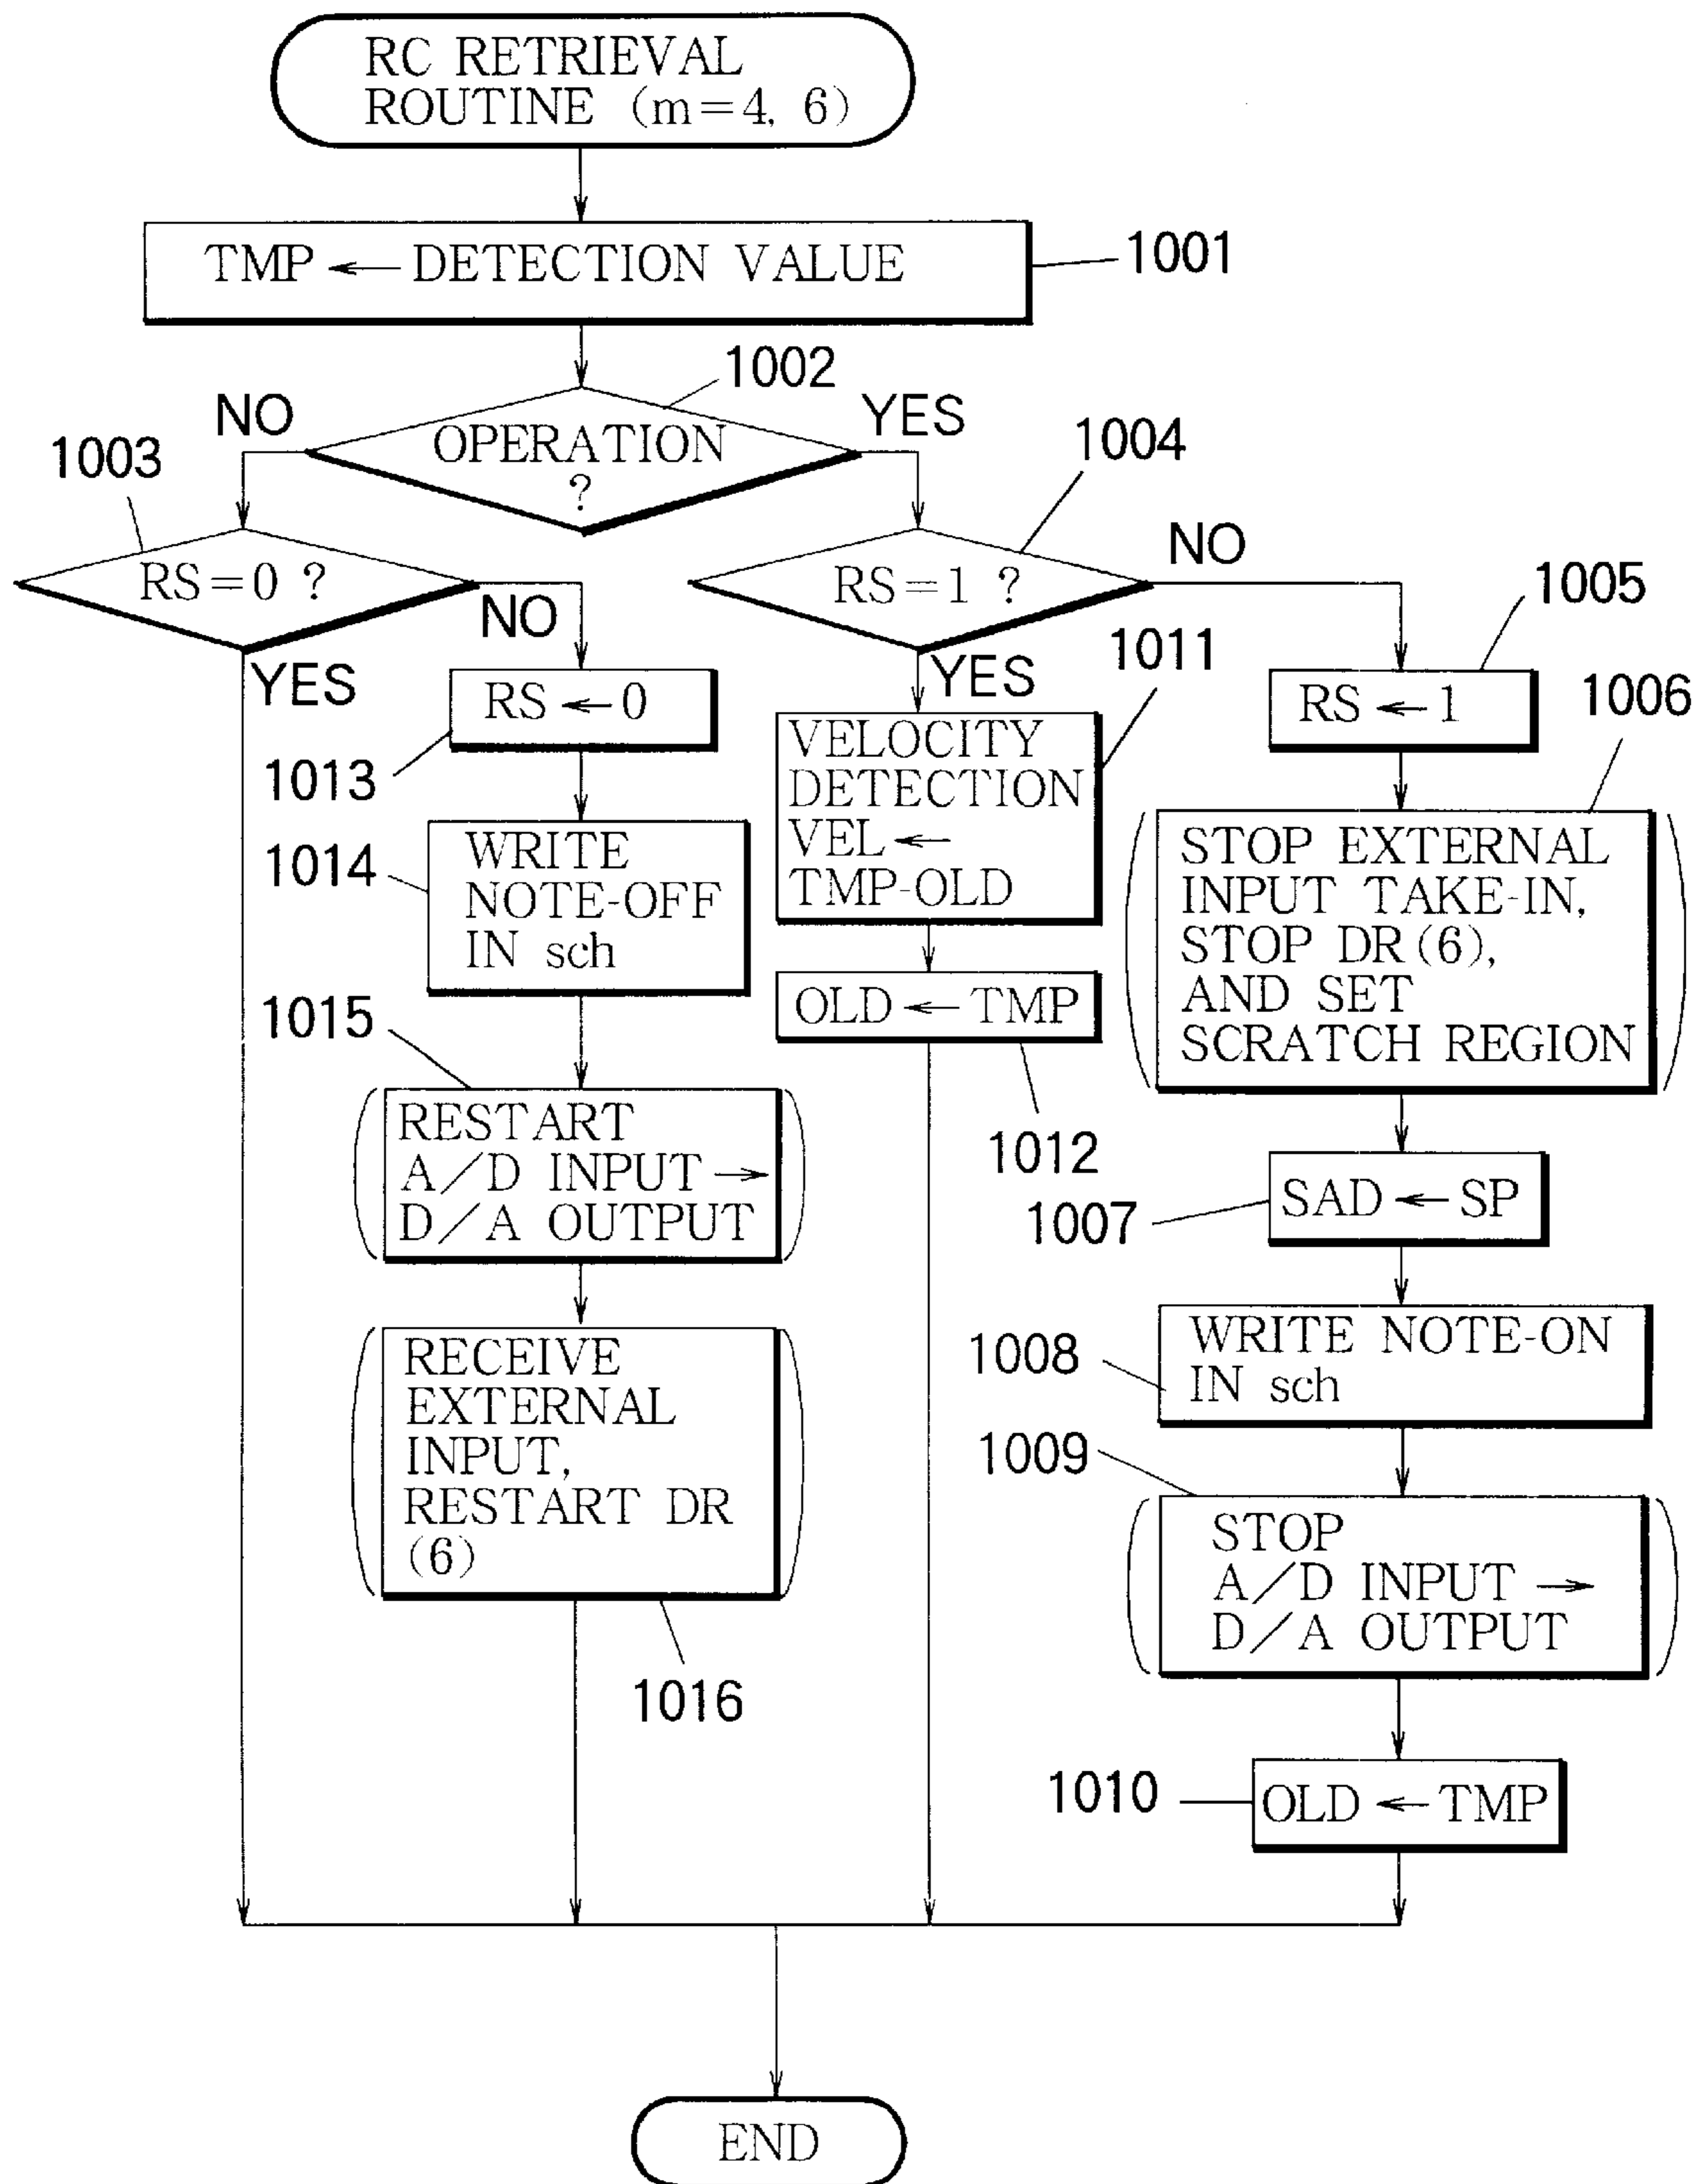 RC RETRIEVAL
ROUTINE (m=4, 6)
TMP ← DETECTION VALUE
1001
1002
NO
YES
OPERATION
?
1003
1004
RS=0 ?
NO
YES
RS=1 ?
NO
YES
1005
RS ← 0
1013
1011
VELOCITY
DETECTION
VEL ←
TMP-OLD
RS ← 1
1006
1014
WRITE
NOTE-OFF
IN sch
STOP EXTERNAL
INPUT TAKE-IN,
STOP DR(6),
AND SET
SCRATCH REGION
OLD ← TMP
1012
1015
RESTART
A/D INPUT →
D/A OUTPUT
1007
SAD ← SP
RECEIVE
EXTERNAL
INPUT,
RESTART DR
(6)
1016
1008
WRITE NOTE-ON
IN sch
1009
STOP
A/D INPUT →
D/A OUTPUT
1010
OLD ← TMP
END